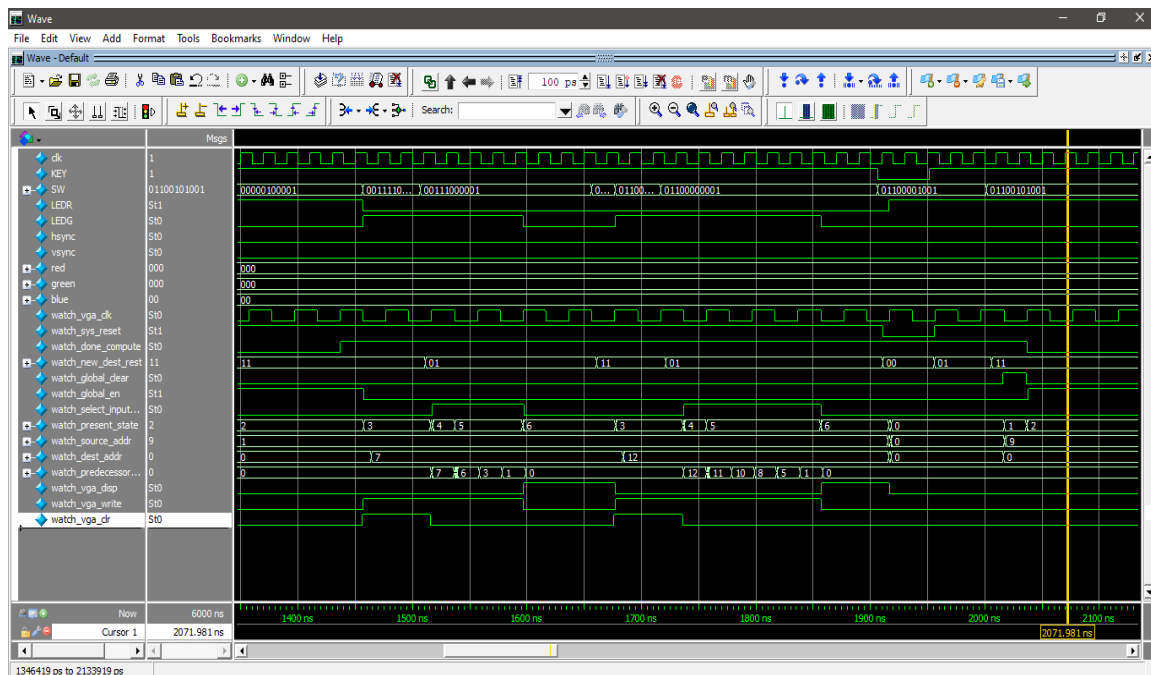 Wave
File Edit View Add Format Tools Bookmarks Window Help
Wave - Default
100 ps
Search:
Msgs
clk 1
KEY 1
SW 01100101001 00000100001 0011110... 00111000001 0... 01100... 01100000001 01100001001 01100101001
LEDR St1
LEDG St0
hsync St0
vsync St0
red 000 000
green 000 000
blue 00 00
watch_vga_clk St0
watch_sys_reset St1
watch_done_compute St0
watch_new_dest_rest 11 11 01 11 01 00 01 11
watch_global_clear St0
watch_global_en St1
watch_select_input... St0
watch_present_state 2 2 3 4 5 6 3 4 5 6 0 1 2
watch_source_addr 9 1 0 9
watch_dest_addr 0 0 7 12 0 0
watch_predecessor... 0 0 7 6 3 1 0 12 11 10 8 5 1 0
watch_vga_disp St0
watch_vga_write St0
watch_vga_clr St0
Now 6000 ns 1400 ns 1500 ns 1600 ns 1700 ns 1800 ns 1900 ns 2000 ns 2100 ns
Cursor 1 2071.981 ns 2071.981 ns
1346419 ps to 2133919 ps